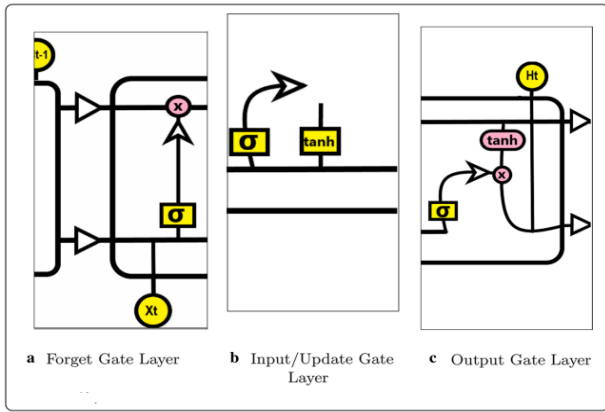 t-1
x
σ
Xt
σ
tanh
Ht
tanh
x
σ
a Forget Gate Layer
b Input/Update Gate
Layer
c Output Gate Layer